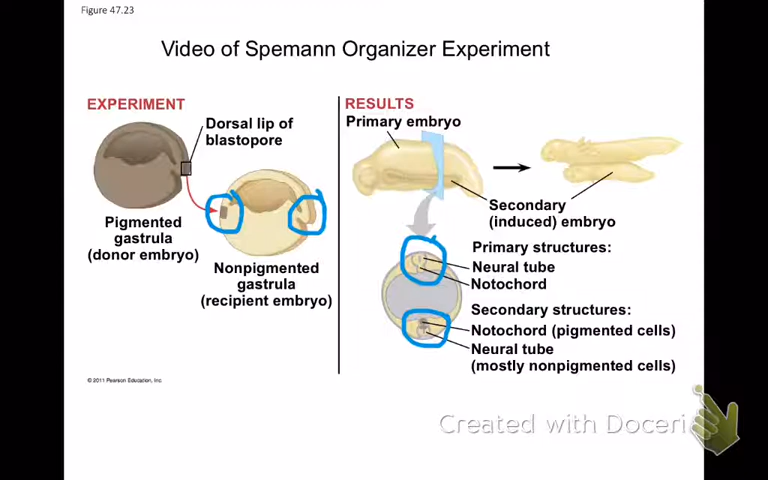 Figure 47.23
Video of Spemann Organizer Experiment
EXPERIMENT
Dorsal lip of
blastopore
Pigmented
gastrula
(donor embryo)
Nonpigmented
gastrula
(recipient embryo)
RESULTS
Primary embryo
Secondary
(induced) embryo
Primary structures:
Neural tube
Notochord
Secondary structures:
Notochord (pigmented cells)
Neural tube
(mostly nonpigmented cells)
© 2011 Pearson Education, Inc
Created with Doceri